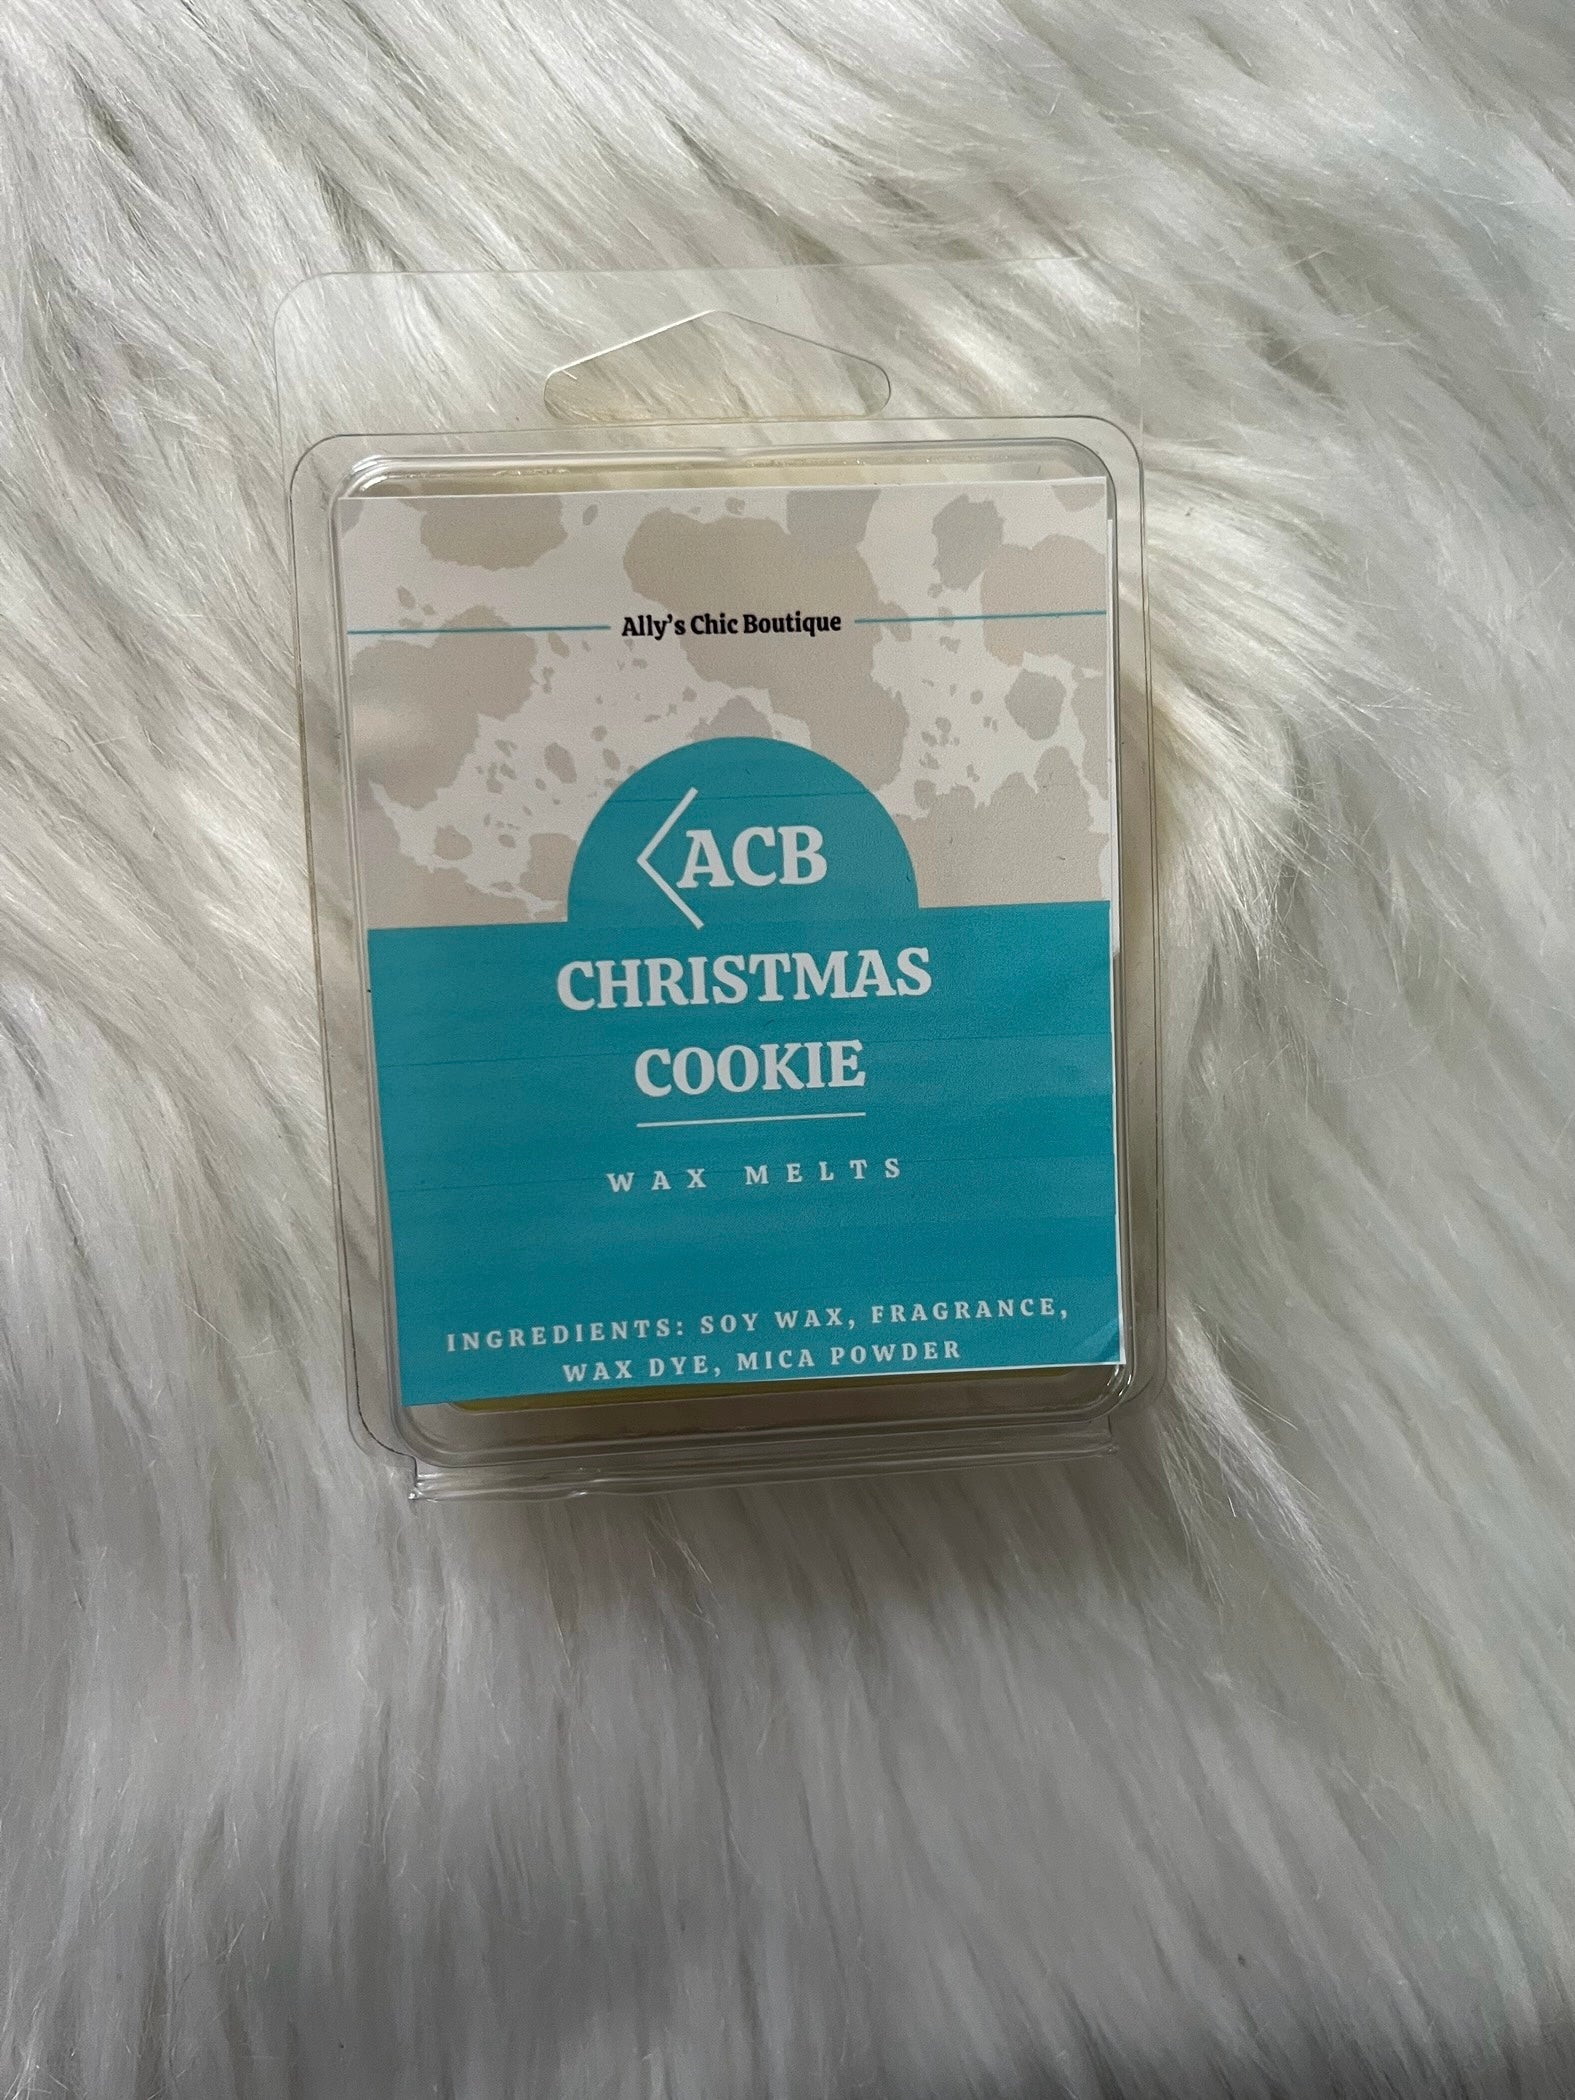 Ally's Chic Boutique
ACB
CHRISTMAS
COOKIE
WAX MELTS
INGREDIENTS: SOY WAX, FRAGRANCE,
WAX DYE, MICA POWDER